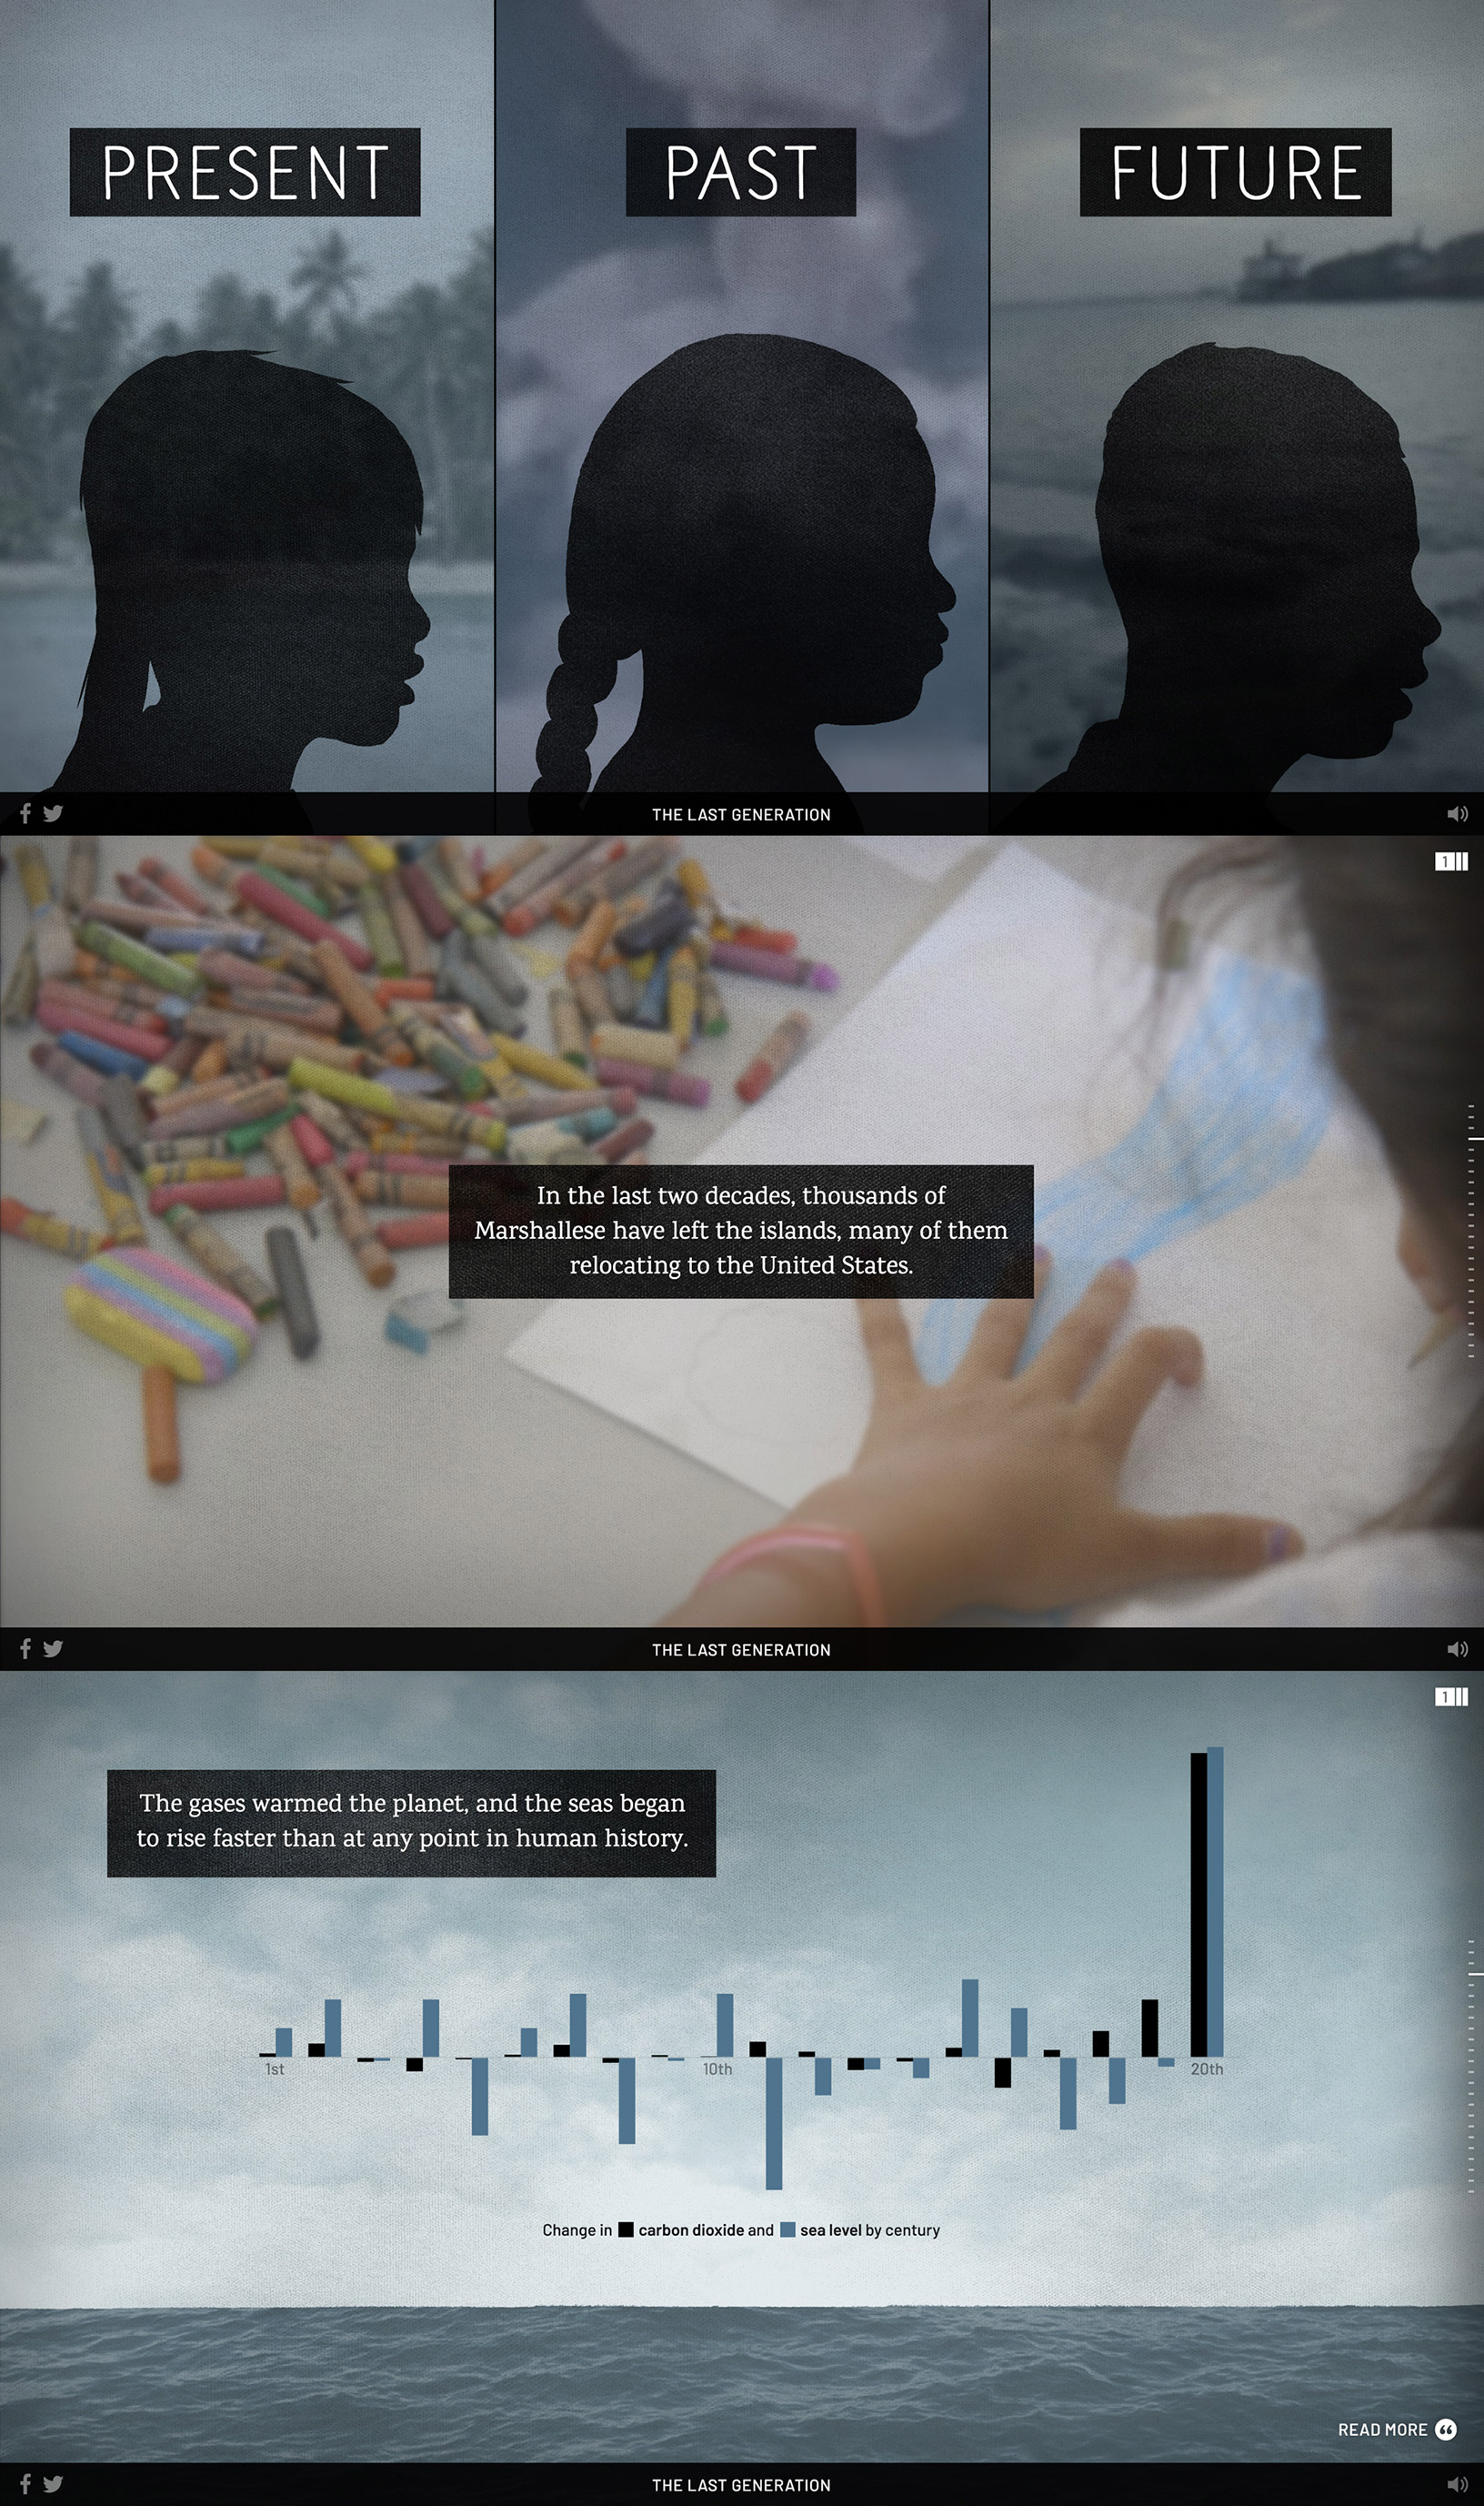 PRESENT
PAST
FUTURE
THE LAST GENERATION
1
In the last two decades, thousands of
Marshallese have left the islands, many of them
relocating to the United States.
THE LAST GENERATION
1
The gases warmed the planet, and the seas began
to rise faster than at any point in human history.
1st
10th
20th
Change in carbon dioxide and sea level by century
READ MORE
THE LAST GENERATION